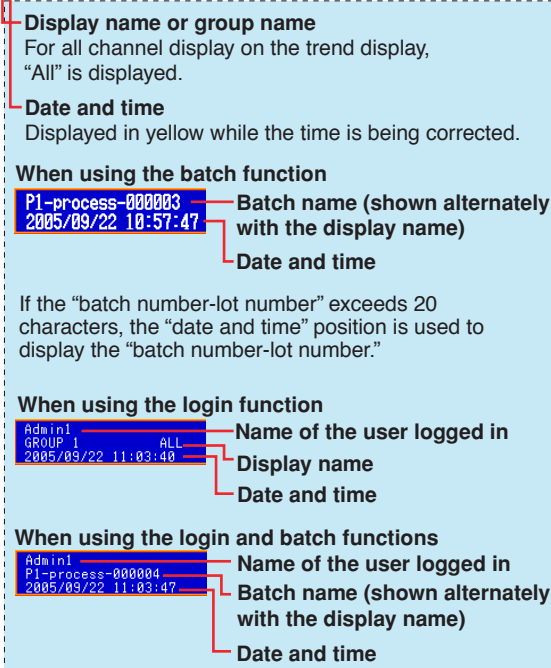 Display name or group name
For all channel display on the trend display,
“All” is displayed.
Date and time
Displayed in yellow while the time is being corrected.
When using the batch function
P1-process-000003
2005/09/22 10:57:47
Batch name (shown alternately
with the display name)
Date and time
If the “batch number-lot number” exceeds 20
characters, the “date and time” position is used to
display the “batch number-lot number.”
When using the login function
Admin1
GROUP 1 ALL
2005/09/22 11:03:40
Name of the user logged in
Display name
Date and time
When using the login and batch functions
Admin1
P1-process-000004
2005/09/22 11:03:47
Name of the user logged in
Batch name (shown alternately
with the display name)
Date and time